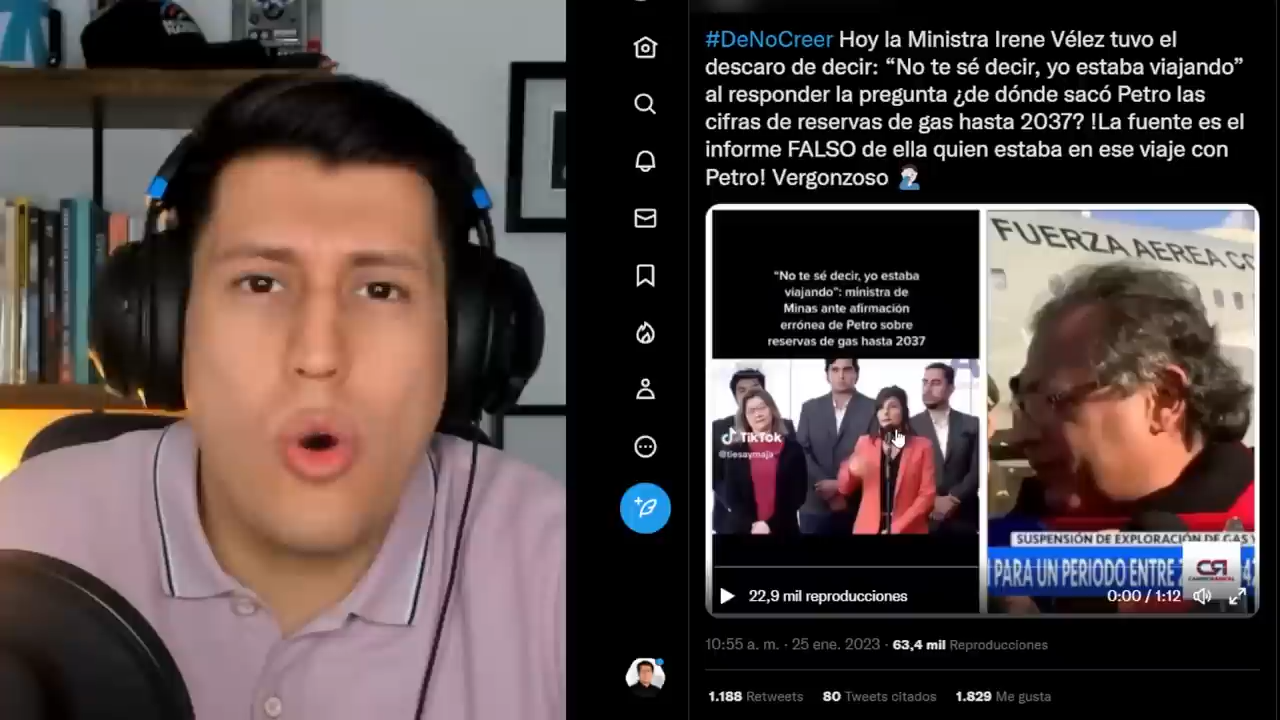 #DeNoCreer Hoy la Ministra Irene Vélez tuvo el
descaro de decir: “No te sé decir, yo estaba viajando”
al responder la pregunta ¿de dónde sacó Petro las
cifras de reservas de gas hasta 2037? !La fuente es el
informe FALSO de ella quien estaba en ese viaje con
Petro! Vergonzoso
“No te sé decir, yo estaba
viajando”: ministra de
Minas ante afirmación
errónea de Petro sobre
reservas de gas hasta 2037
TikTok
@tiesaymaja
FUERZA AEREA CO
SUSPENSIÓN DE EXPLORACIÓN DE GAS Y
PARA UN PERIODO ENTRE 2
CR
22,9 mil reproducciones
0:00 / 1:12
10:55 a. m. · 25 ene. 2023 · 63,4 mil Reproducciones
1.188 Retweets 80 Tweets citados 1.829 Me gusta